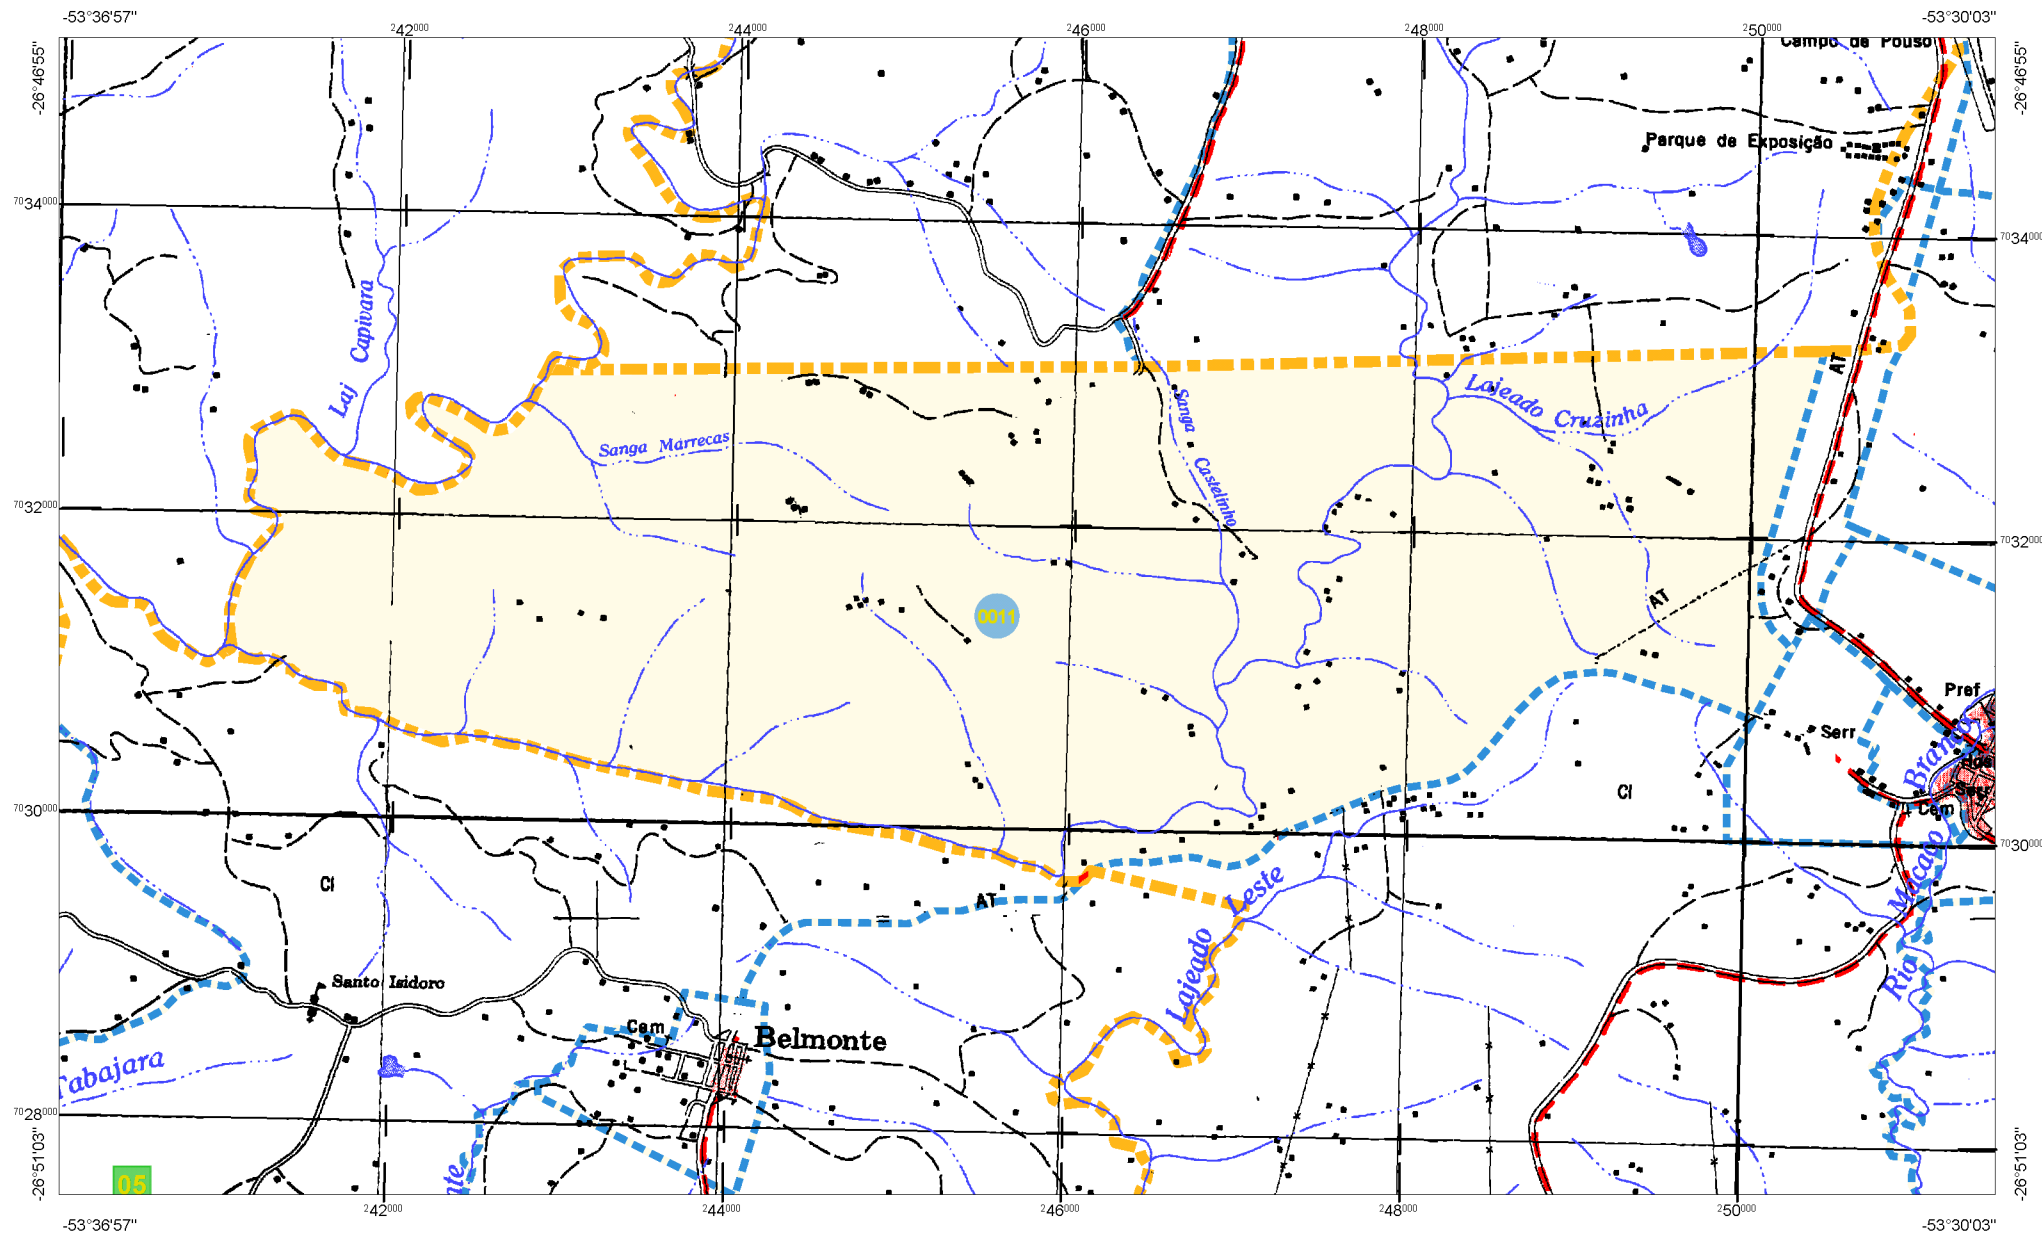 -53°36'57"
-53°30'03"
242000
244000
246000
248000
250000
-26°46'55"
-26°46'55"
Campo de Pouso
Parque de Exposição
7034000
7034000
Laj Capivara
AT
Lajeado Cruzinha
Sanga Marrecas
Sanga Castelinho
7032000
7032000
AT
0011
Pref
Serr
Cl
Cem
7030000
7030000
Rio Macaco Branco
Cl
AT
Lajeado Leste
Santo Isidoro
Cem
Belmonte
Tabajara
7028000
7028000
05
nte
-26°51'03"
-26°51'03"
242000
244000
246000
248000
250000
-53°36'57"
-53°30'03"